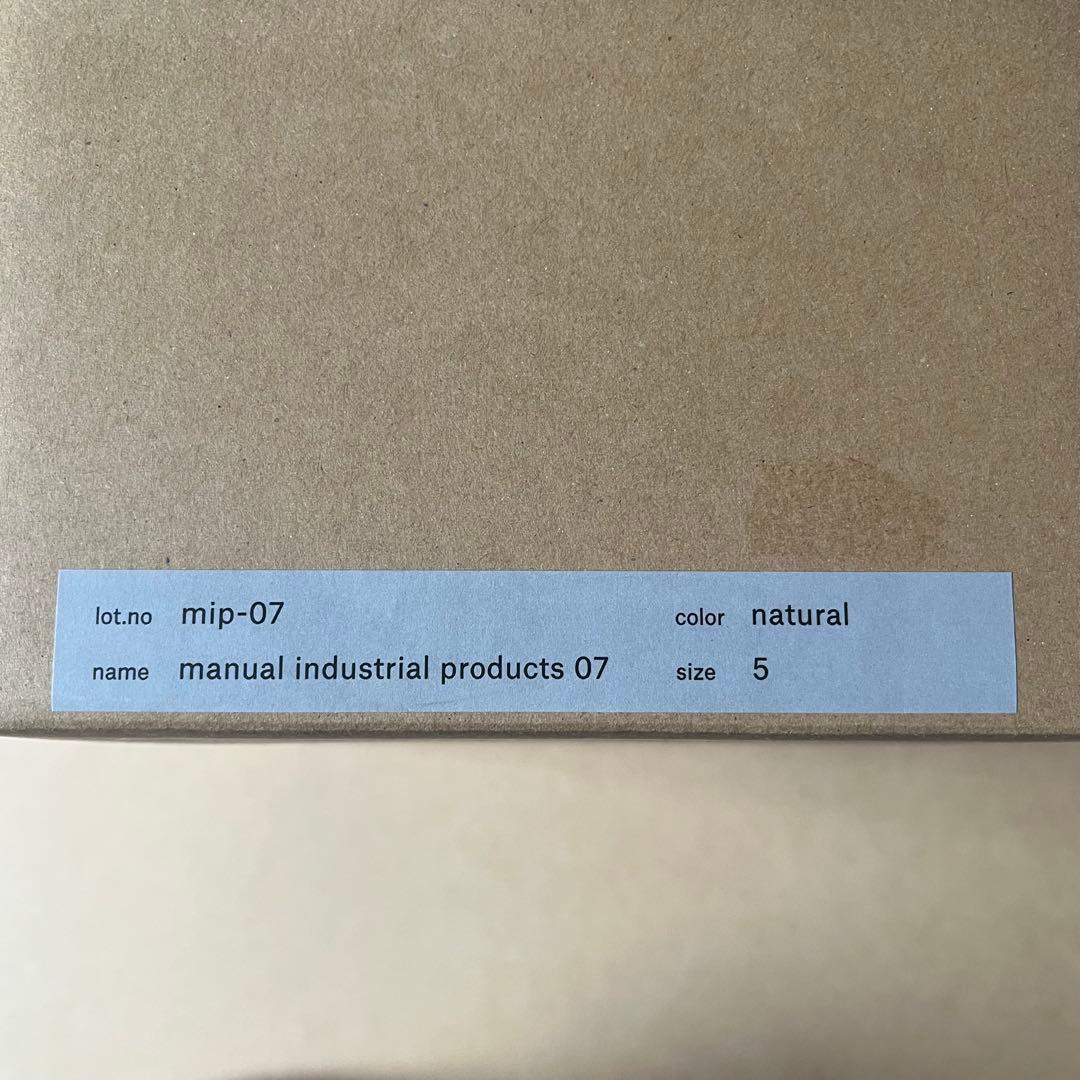 lot.no mip-07 color natural
name manual industrial products 07 size 5